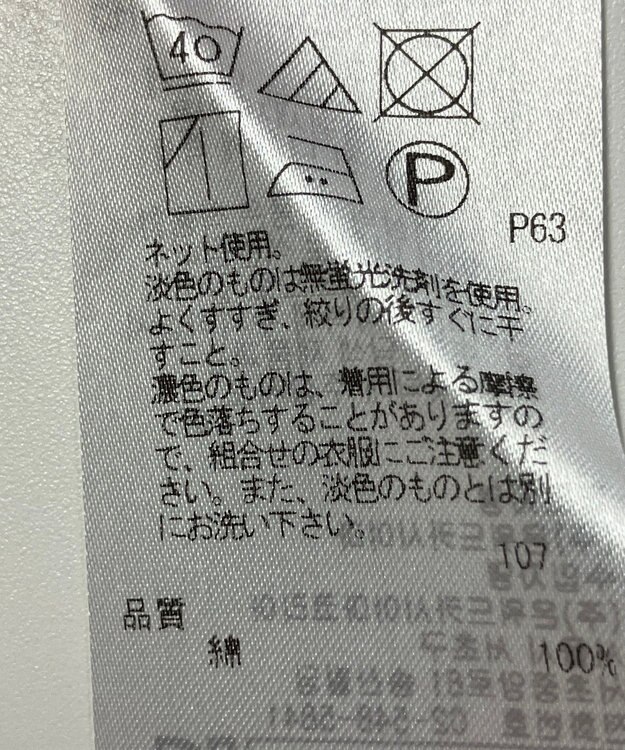 40
P
P63
ネット使用。
淡色のものは無蛍光洗剤を使用。
よくすすぎ、絞りの後すぐに干
すこと。
濃色のものは、着用による摩擦
で色落ちすることがありますの
で、組合せの衣服にご注意くだ
さい。また、淡色のものとは別
にお洗い下さい。
107
品質
綿 100%